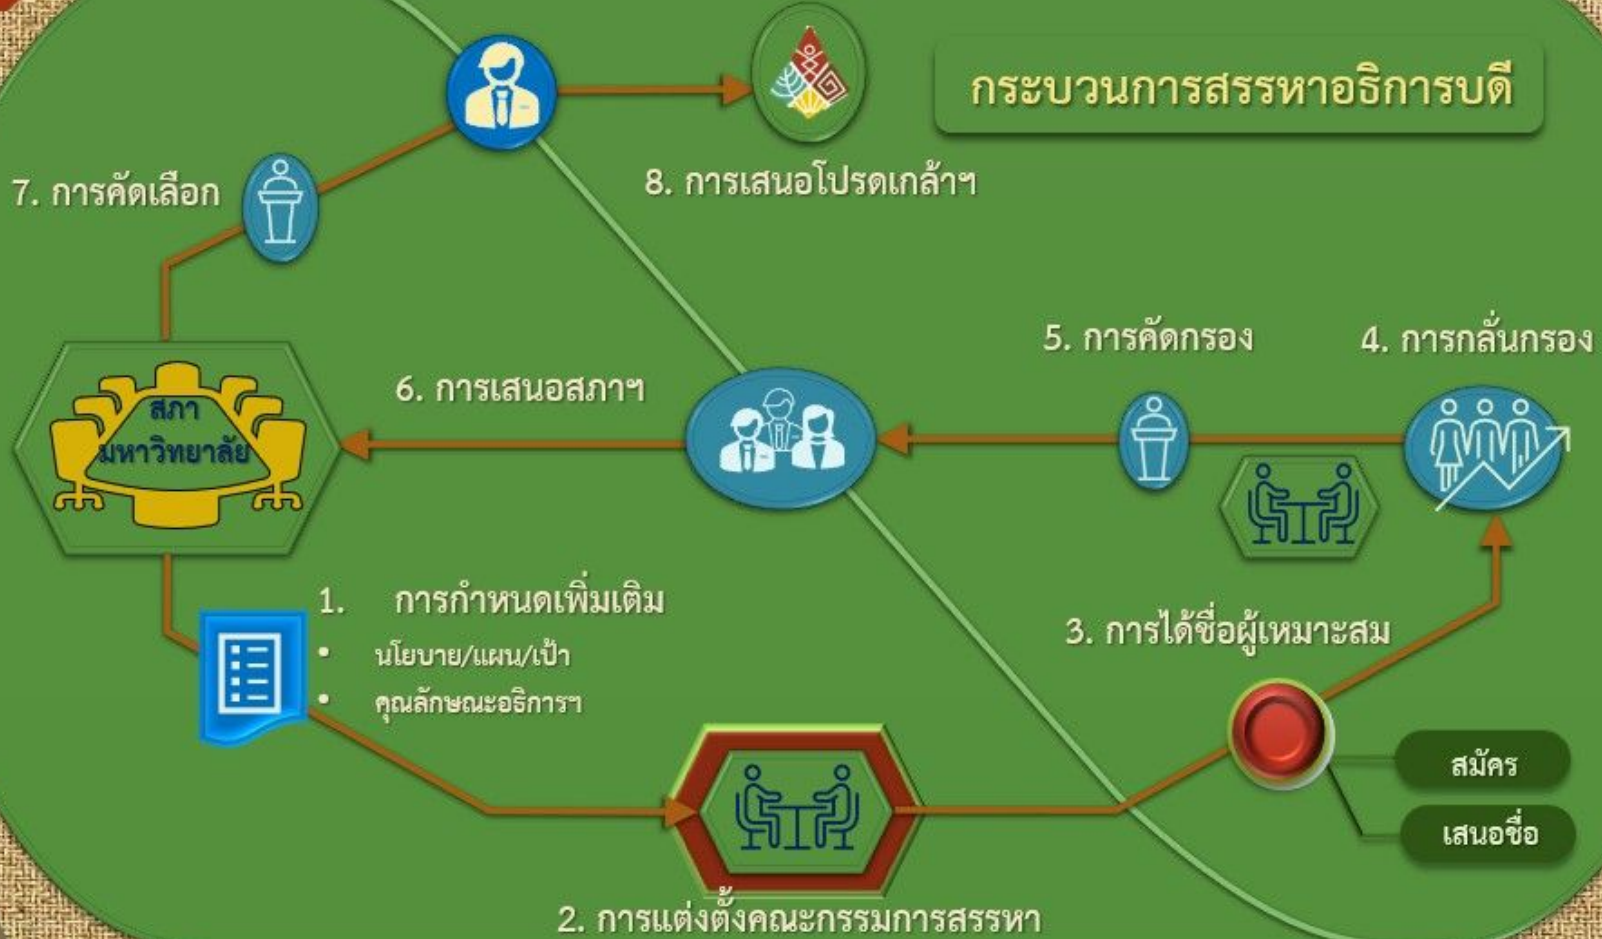 กระบวนการสรรหาอธิการบดี
7. การคัดเลือก
8. การเสนอโปรดเกล้าฯ
5. การคัดกรอง
4. การกลั่นกรอง
6. การเสนอสภาฯ
สภา
มหาวิทยาลัย
1. การกำหนดเพิ่มเติม
• นโยบาย/แผน/เป้า
• คุณลักษณะอธิการฯ
3. การได้ชื่อผู้เหมาะสม
สมัคร
เสนอชื่อ
2. การแต่งตั้งคณะกรรมการสรรหา